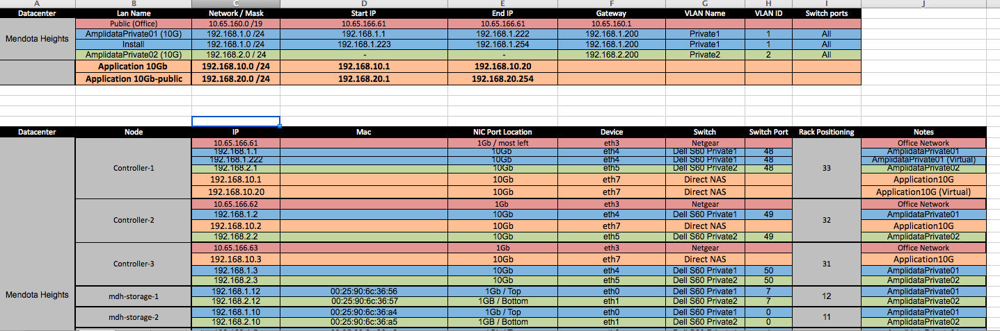 A B C D E F G H I J
Datacenter Lan Name Network / Mask Start IP End IP Gateway VLAN Name VLAN ID Switch ports
Public (Office) 10.65.160.0 /19 10.65.166.61 10.65.166.61 10.65.160.1
Mendota Heights AmplidataPrivate01 (10G) 192.168.1.0 /24 192.168.1.1 192.168.1.222 192.168.1.200 Private1 1 All
Install 192.168.1.0 /24 192.168.1.223 192.168.1.254 192.168.1.200 Private1 1 All
AmplidataPrivate02 (10G) 192.168.2.0 / 24 - - 192.168.2.200 Private2 2 All
Application 10Gb 192.168.10.0 /24 192.168.10.1 192.168.10.20
Application 10Gb-public 192.168.20.0 /24 192.168.20.1 192.168.20.254
Datacenter Node IP Mac NIC Port Location Device Switch Switch Port Rack Positioning Notes
10.65.166.61 1Gb / most left eth3 Netgear Office Network
192.168.1.1 10Gb eth4 Dell S60 Private1 48 AmplidataPrivate01
192.168.1.222 10Gb eth4 Dell S60 Private1 48 AmplidataPrivate01 (Virtual)
Controller-1 192.168.2.1 10Gb eth5 Dell S60 Private2 48 33 AmplidataPrivate02
192.168.10.1 10Gb eth7 Direct NAS Application10G
192.168.10.20 10Gb eth7 Direct NAS Application10G (Virtual)
10.65.166.62 1Gb eth3 Netgear Office Network
Controller-2 192.168.1.2 10Gb eth4 Dell S60 Private1 49 32 AmplidataPrivate01
192.168.10.2 10Gb eth7 Direct NAS Application10G
192.168.2.2 10Gb eth5 Dell S60 Private2 49 AmplidataPrivate02
10.65.166.63 1Gb eth3 Netgear Office Network
Controller-3 192.168.10.3 10Gb eth7 Direct NAS 31 Application10G
192.168.1.3 10Gb eth4 Dell S60 Private1 50 AmplidataPrivate01
192.168.2.3 10Gb eth5 Dell S60 Private2 50 AmplidataPrivate02
Mendota Heights mdh-storage-1 192.168.1.12 00:25:90:6c:36:56 1Gb / Top eth0 Dell S60 Private1 7 12 AmplidataPrivate01
192.168.2.12 00:25:90:6c:36:57 1GB / Bottom eth1 Dell S60 Private2 7 AmplidataPrivate02
mdh-storage-2 192.168.1.10 00:25:90:6c:36:a4 1Gb / Top eth0 Dell S60 Private1 0 11 AmplidataPrivate01
192.168.2.10 00:25:90:6c:36:a5 1GB / Bottom eth1 Dell S60 Private2 0 AmplidataPrivate02